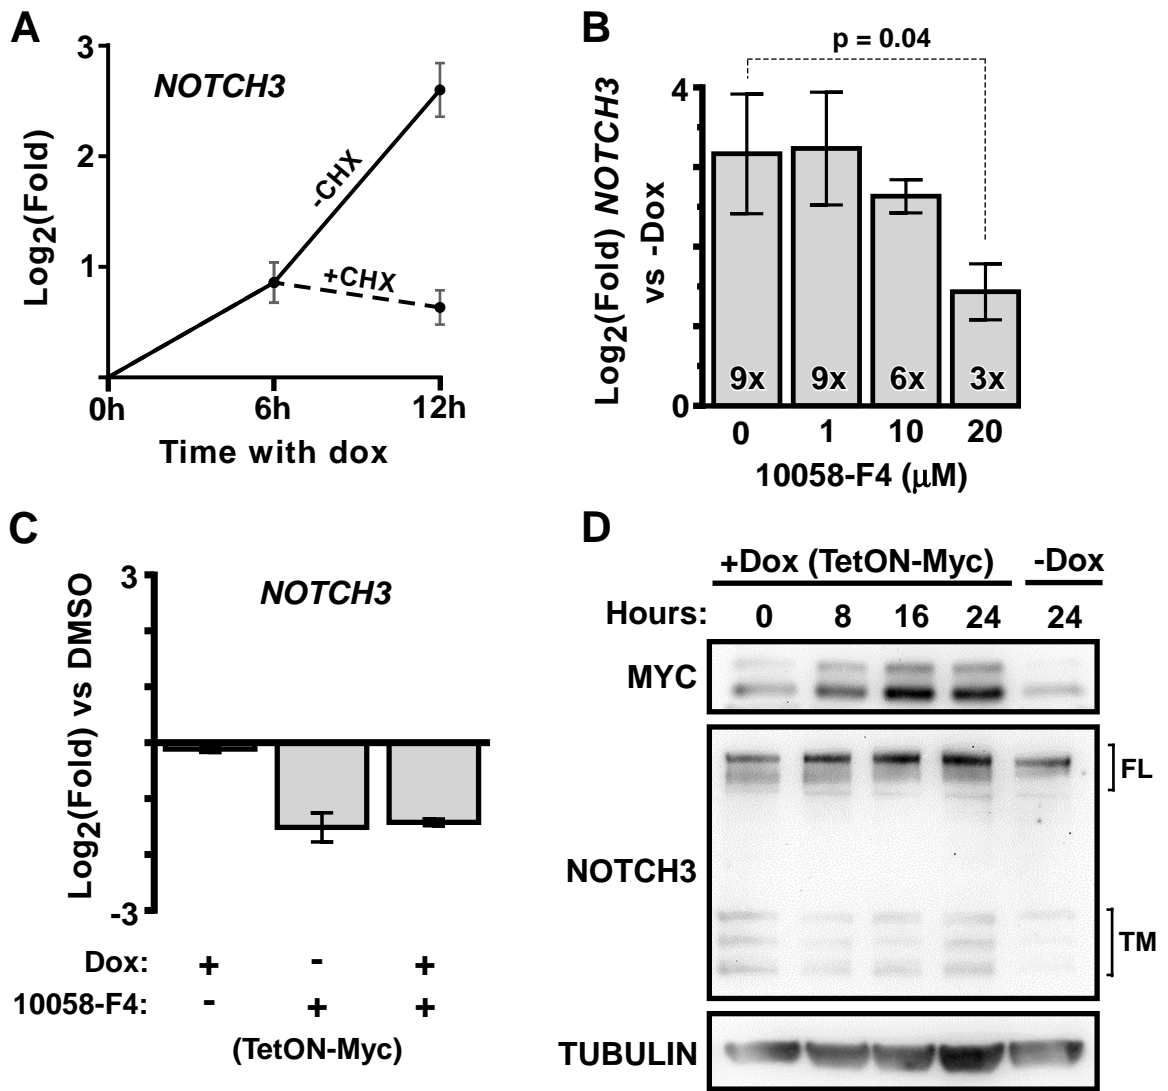 A
NOTCH3
Log2(Fold)
3
2
1
-CHX
+CHX
0h 6h 12h
Time with dox
B
p = 0.04
Log2(Fold) NOTCH3
vs -Dox
4
0
9x 9x 6x 3x
0 1 10 20
10058-F4 (μM)
C
NOTCH3
Log2(Fold) vs DMSO
3
-3
Dox: + - +
10058-F4: - + +
(TetON-Myc)
D
+Dox (TetON-Myc) -Dox
Hours: 0 8 16 24 24
MYC
NOTCH3
FL
TM
TUBULIN